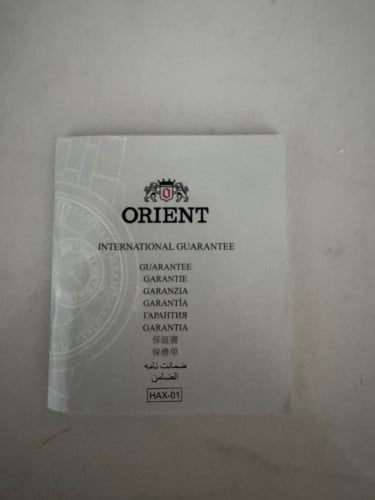 ORIENT
INTERNATIONAL GUARANTEE
GUARANTEE
GARANTIE
GARANZIA
GARANTÍA
ГАРАНТИЯ
GARANTIA
保証書
保修单
ضمانت نامه
الضامن
HAX-01